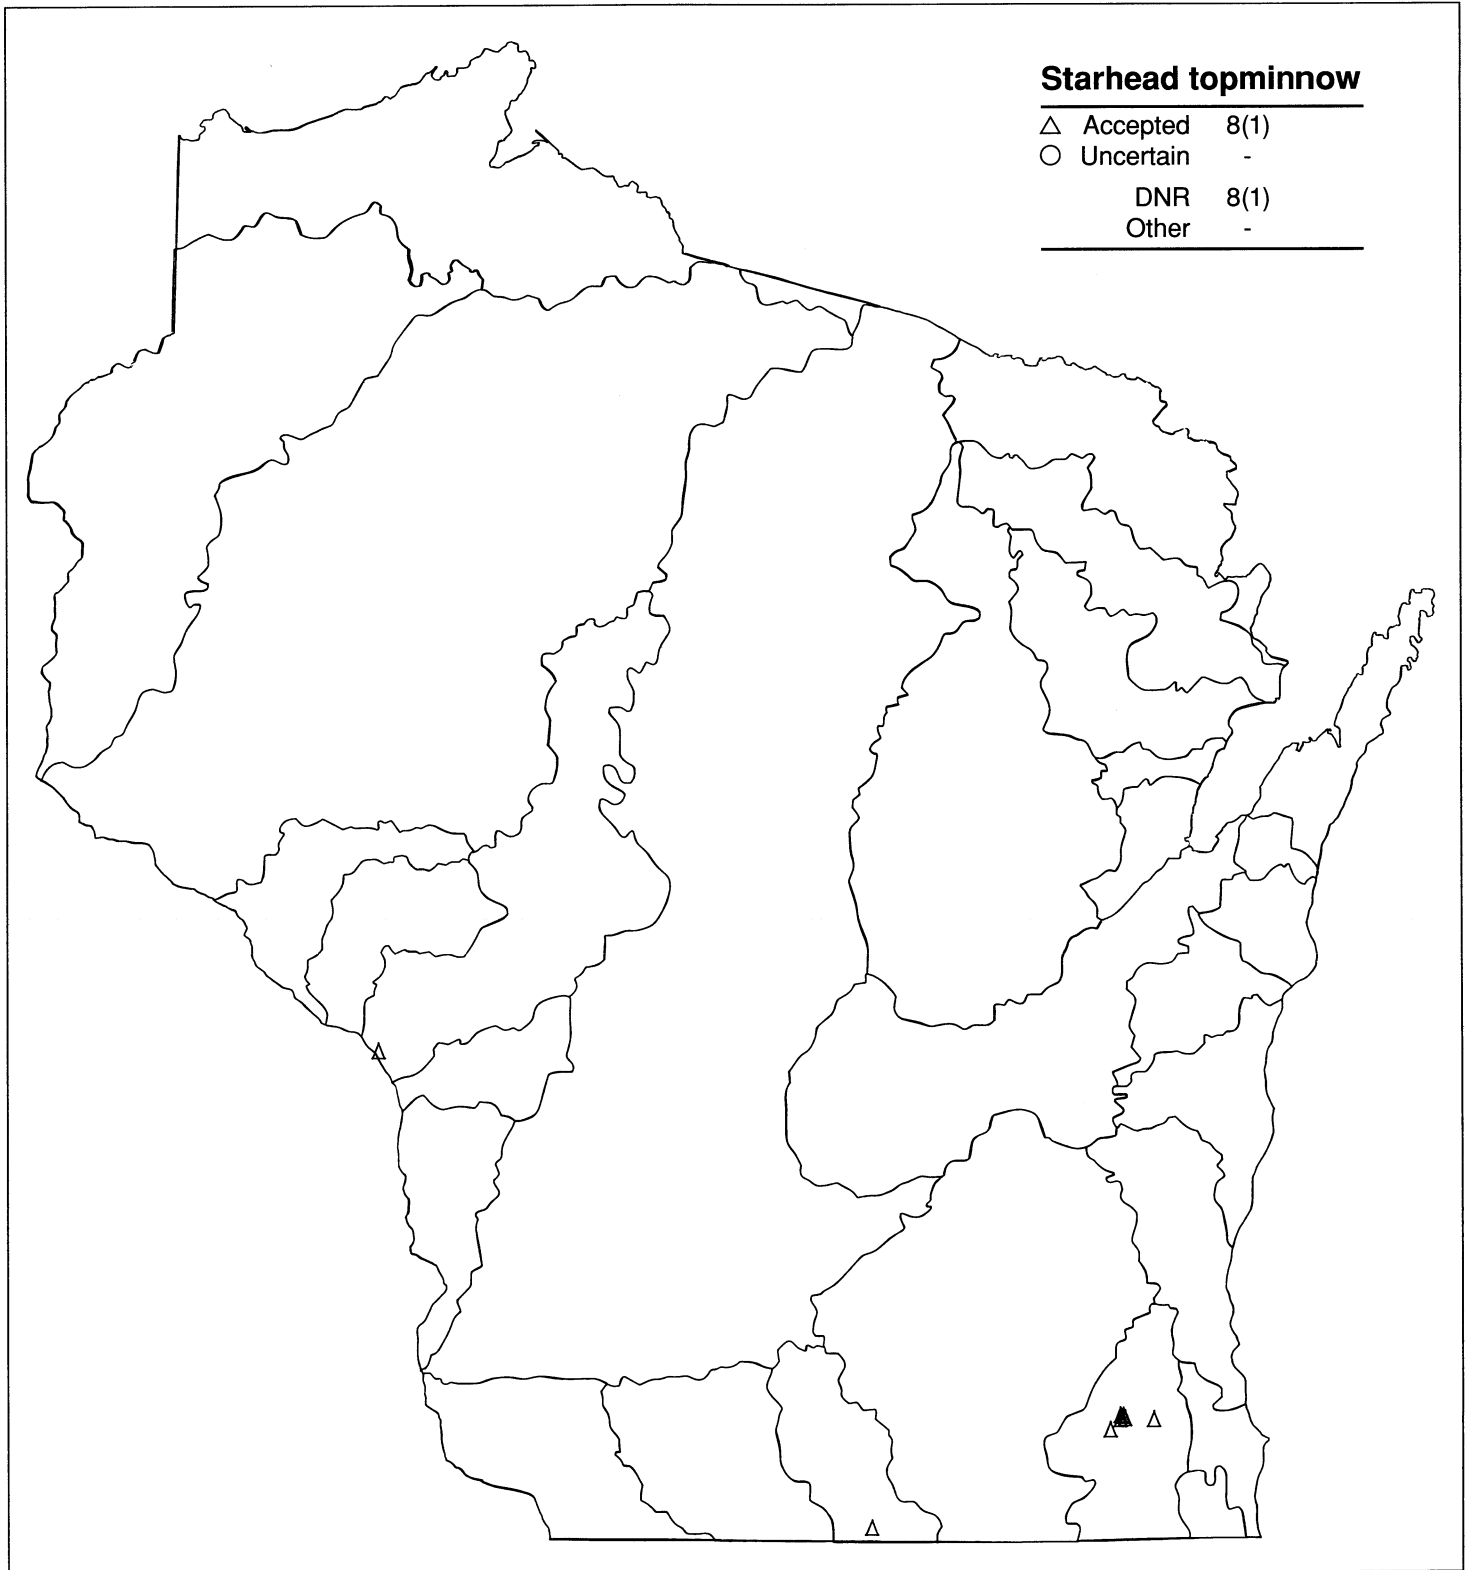 Starhead topminnow
△ Accepted 8(1)
○ Uncertain -
DNR 8(1)
Other -